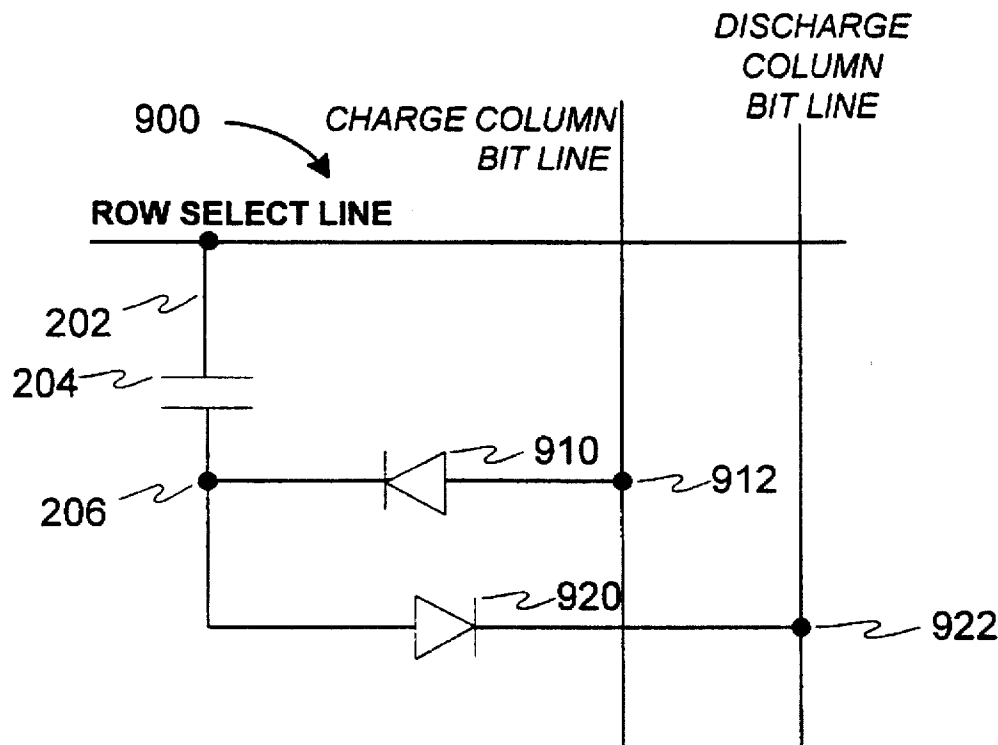 DISCHARGE
COLUMN
BIT LINE
900
CHARGE COLUMN
BIT LINE
ROW SELECT LINE
202
204
910
912
206
920
922